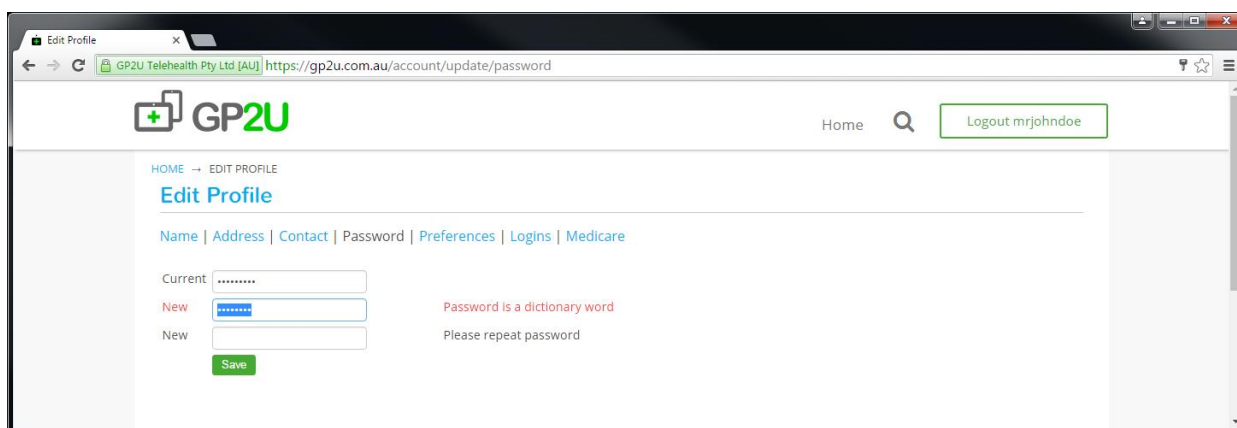 Edit Profile
GP2U Telehealth Pty Ltd [AU] https://gp2u.com.au/account/update/password
GP2U
Home
Logout mrjohndoe
HOME → EDIT PROFILE
Edit Profile
Name | Address | Contact | Password | Preferences | Logins | Medicare
Current •••••••••
New •••••••• Password is a dictionary word
New Please repeat password
Save